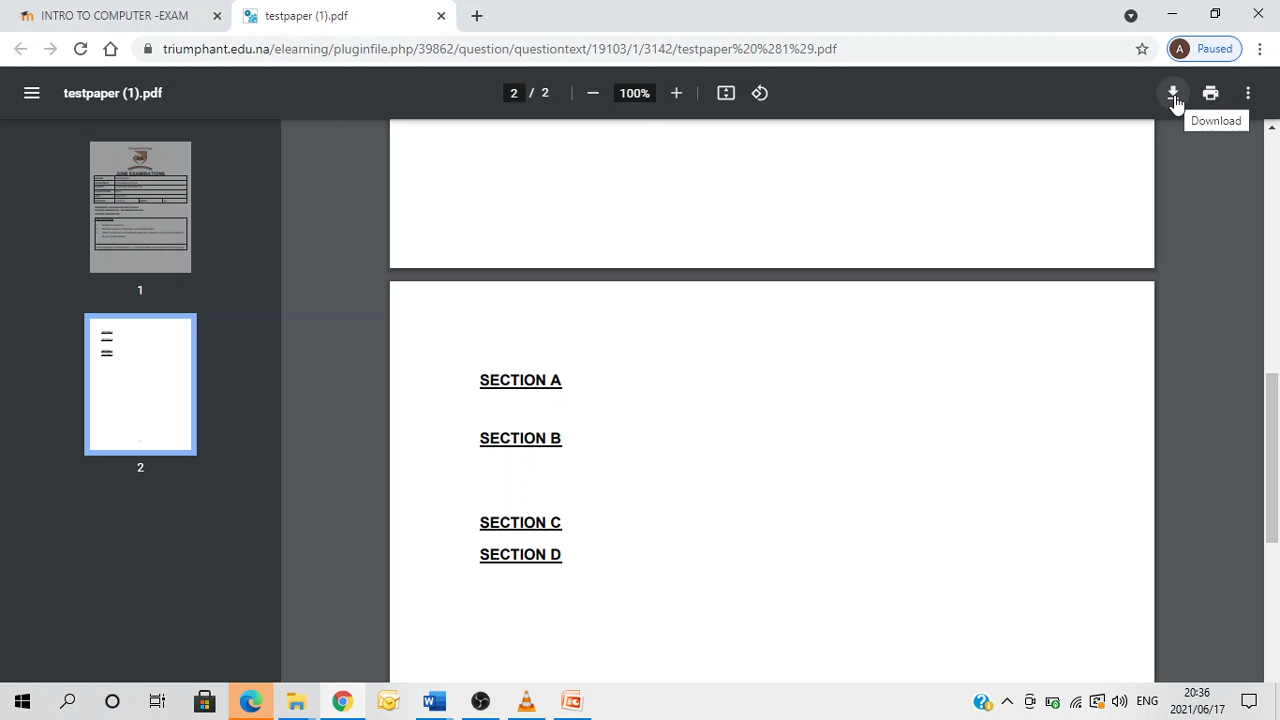 INTRO TO COMPUTER -EXAM
testpaper (1).pdf
triumphant.edu.na/elearning/pluginfile.php/39862/question/questiontext/19103/1/3142/testpaper%20%281%29.pdf
A Paused
testpaper (1).pdf
2 / 2
100%
Download
JUNE EXAMINATIONS
1
2
SECTION A
SECTION B
SECTION C
SECTION D
ENG
20:36
2021/06/17